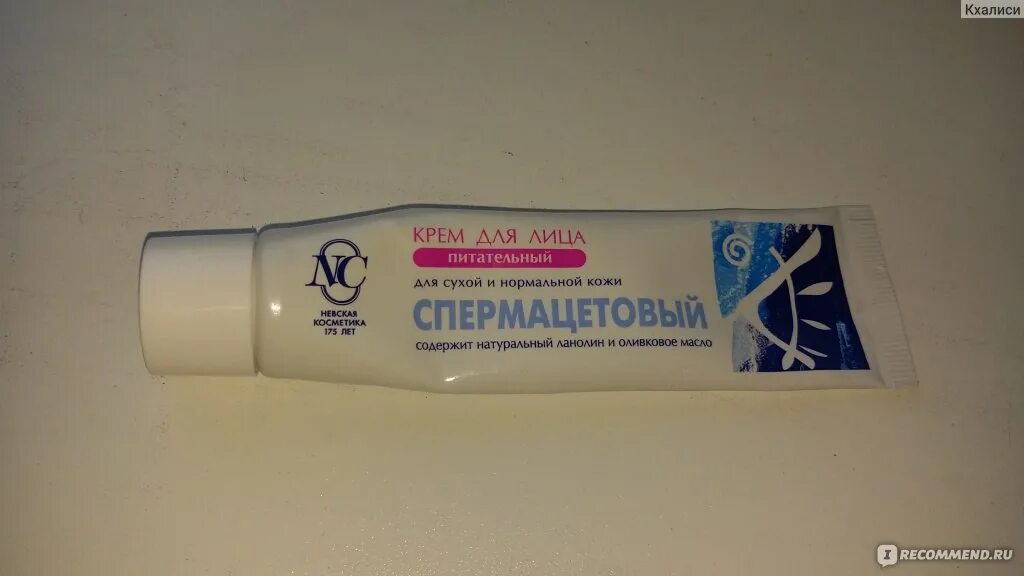 Кхалиси
КРЕМ ДЛЯ ЛИЦА
питательный
для сухой и нормальной кожи
СПЕРМАЦЕТОВЫЙ
содержит натуральный ланолин и оливковое масло
NC
НЕВСКАЯ
КОСМЕТИКА
175 ЛЕТ
RECOMMEND.RU